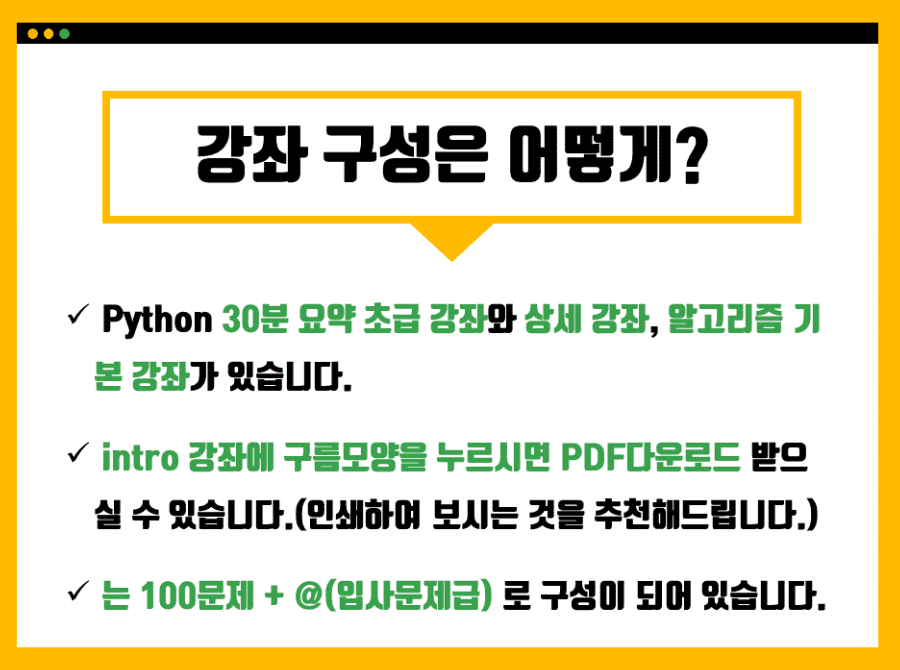 강좌 구성은 어떻게?
✓ Python 30분 요약 초급 강좌와 상세 강좌, 알고리즘 기
본 강좌가 있습니다.
✓ intro 강좌에 구름모양을 누르시면 PDF다운로드 받으
실 수 있습니다.(인쇄하여 보시는 것을 추천해드립니다.)
✓ 는 100문제 + @(입사문제급) 로 구성이 되어 있습니다.